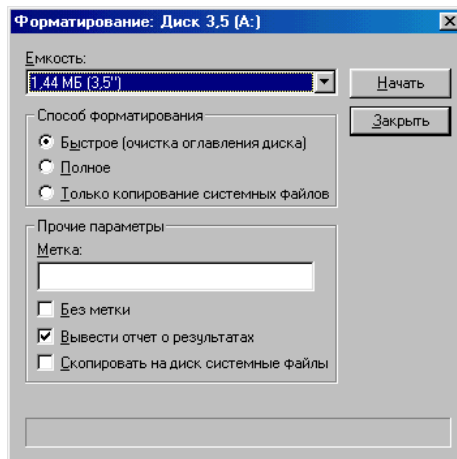 Форматирование: Диск 3,5 (A:)
Емкость:
1,44 МБ (3,5'')
Начать
Закрыть
Способ форматирования
Быстрое (очистка оглавления диска)
Полное
Только копирование системных файлов
Прочие параметры
Метка:
Без метки
Вывести отчет о результатах
Скопировать на диск системные файлы